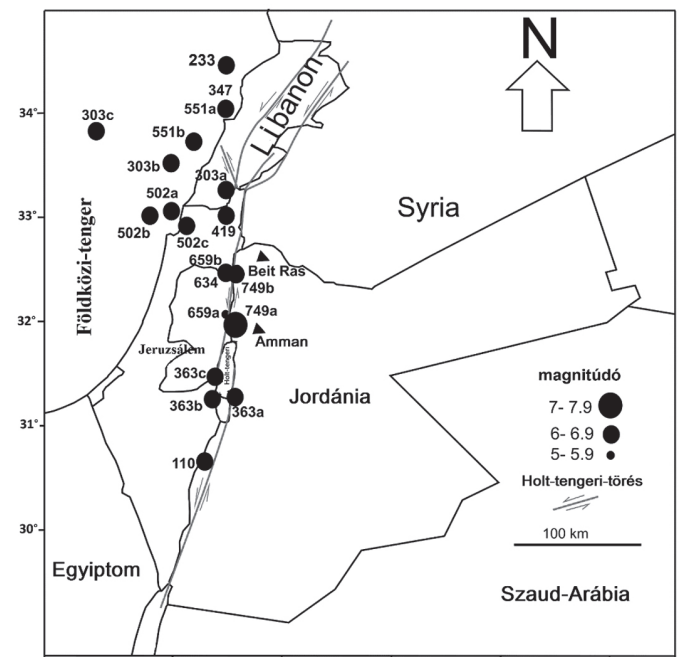 N
233
347
551a
34°
303c
551b
303b
Libanon
303a
502a
33°
502b
502c
419
Syria
Földközi-tenger
659b
634
749b
Beit Ras
659a
749a
32°
Amman
Jeruzsálem
Holt-tengeri
363c
363b
363a
Jordánia
31°
110
30°
Egyiptom
Szaud-Arábia
magnitúdó
7- 7.9
6- 6.9
5- 5.9
Holt-tengeri-törés
100 km